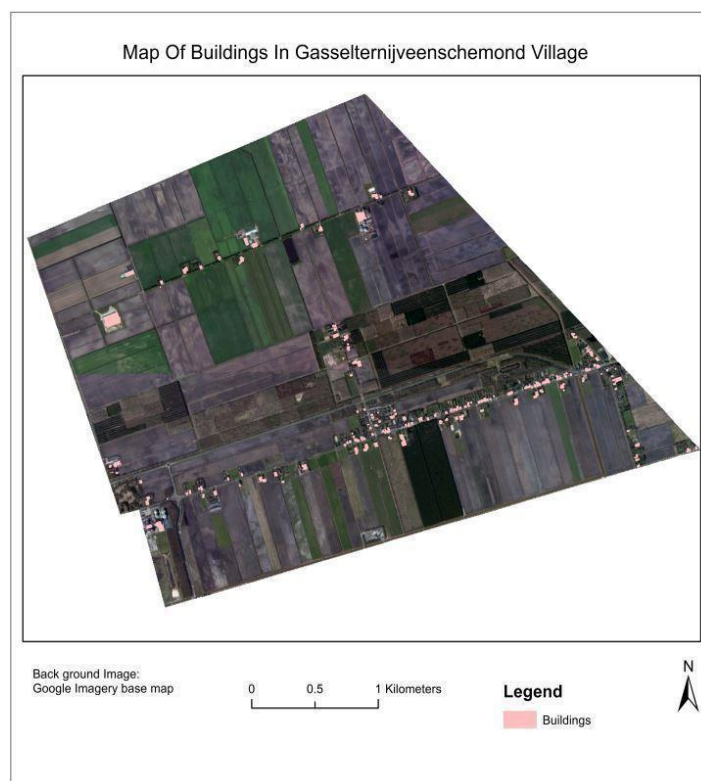 Map Of Buildings In Gasselternijveenschemond Village
Back ground Image:
Google Imagery base map
0 0.5 1 Kilometers
Legend
Buildings
N